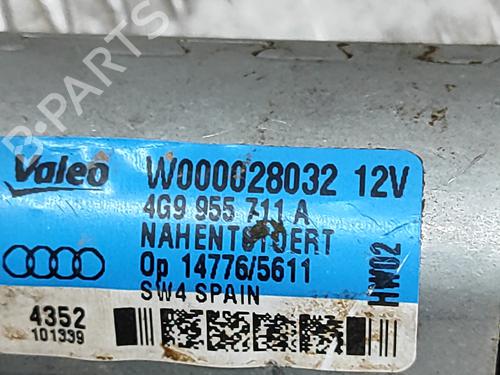 B-PARTS
Valeo
W000028032 12V
4G9 955 711 A
NAHENTSTOERT
Op 14776/5611
SW4 SPAIN
HW02
4352
101339